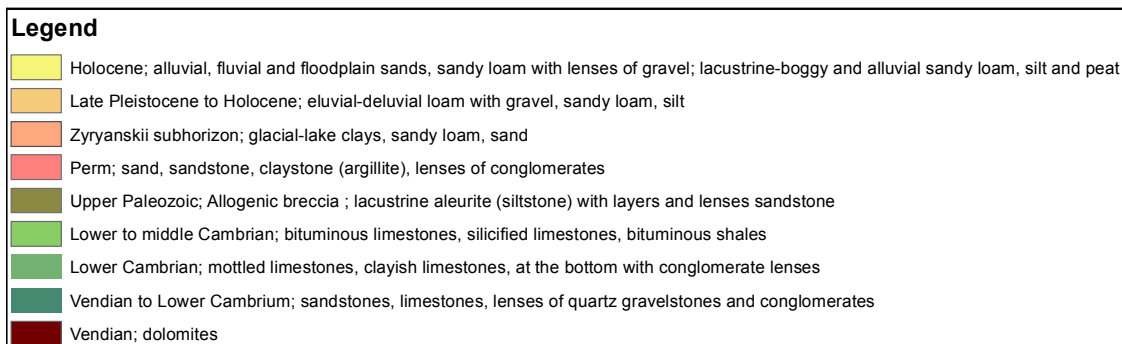 Legend
Holocene; alluvial, fluvial and floodplain sands, sandy loam with lenses of gravel; lacustrine-boggy and alluvial sandy loam, silt and peat
Late Pleistocene to Holocene; eluvial-deluvial loam with gravel, sandy loam, silt
Zyryanskii subhorizon; glacial-lake clays, sandy loam, sand
Perm; sand, sandstone, claystone (argillite), lenses of conglomerates
Upper Paleozoic; Allogenic breccia ; lacustrine aleurite (siltstone) with layers and lenses sandstone
Lower to middle Cambrian; bituminous limestones, silicified limestones, bituminous shales
Lower Cambrian; mottled limestones, clayish limestones, at the bottom with conglomerate lenses
Vendian to Lower Cambrium; sandstones, limestones, lenses of quartz gravelstones and conglomerates
Vendian; dolomites